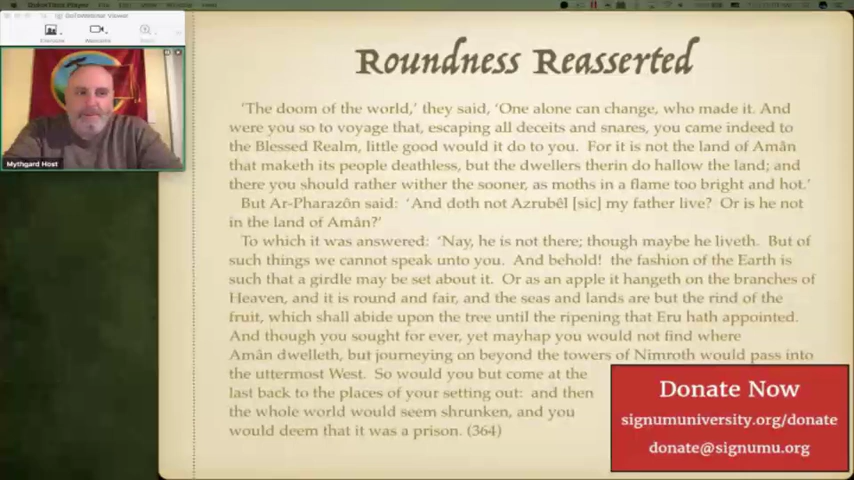 GoToWebinar Viewer
Mythgard Host
Roundness Reasserted
'The doom of the world,' they said, 'One alone can change, who made it. And
were you so to voyage that, escaping all deceits and snares, you came indeed to
the Blessed Realm, little good would it do to you. For it is not the land of Amân
that maketh its people deathless, but the dwellers therin do hallow the land; and
there you should rather wither the sooner, as moths in a flame too bright and hot.'
But Ar-Pharazôn said: 'And doth not Azrubêl [sic] my father live? Or is he not
in the land of Amân?'
To which it was answered: 'Nay, he is not there; though maybe he liveth. But of
such things we cannot speak unto you. And behold! the fashion of the Earth is
such that a girdle may be set about it. Or as an apple it hangeth on the branches of
Heaven, and it is round and fair, and the seas and lands are but the rind of the
fruit, which shall abide upon the tree until the ripening that Eru hath appointed.
And though you sought for ever, yet mayhap you would not find where
Amân dwelleth, but journeying on beyond the towers of Nimroth would pass into
the uttermost West. So would you but come at the
last back to the places of your setting out: and then
the whole world would seem shrunken, and you
would deem that it was a prison. (364)
Donate Now
signumuniversity.org/donate
donate@signumu.org